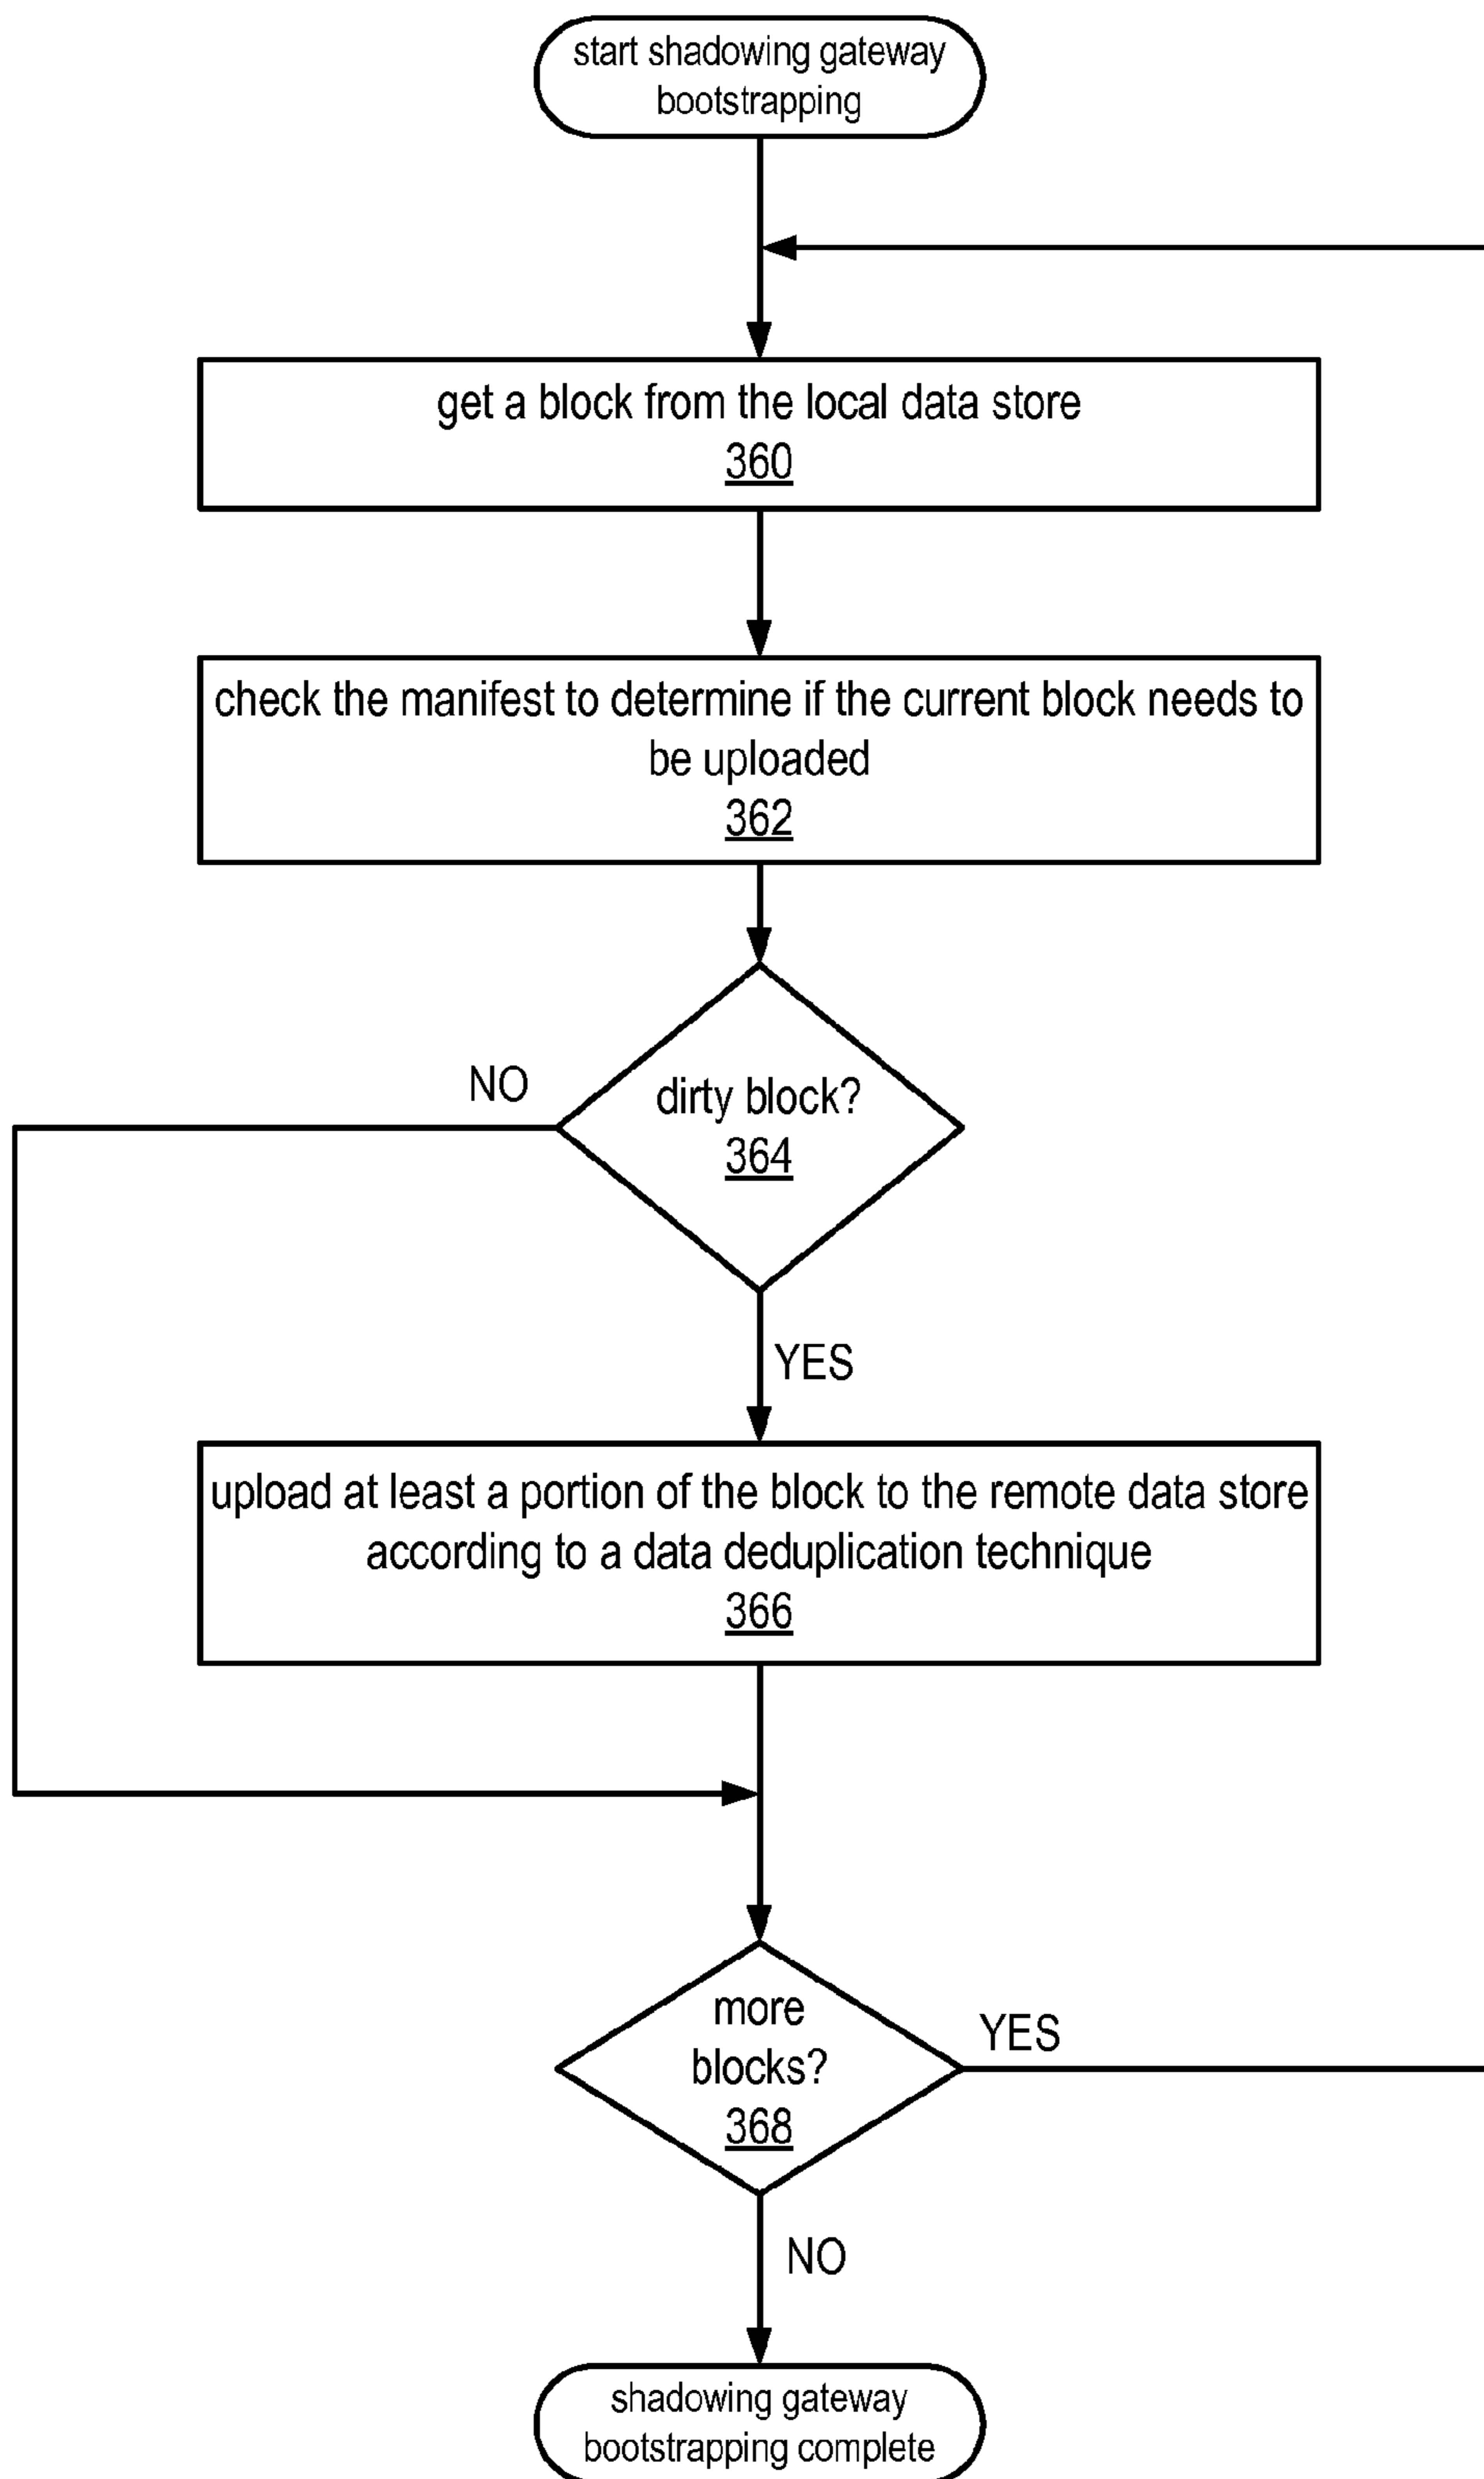 start shadowing gateway
bootstrapping
get a block from the local data store
360
check the manifest to determine if the current block needs to
be uploaded
362
NO
dirty block?
364
YES
upload at least a portion of the block to the remote data store
according to a data deduplication technique
366
more
blocks?
368
YES
NO
shadowing gateway
bootstrapping complete